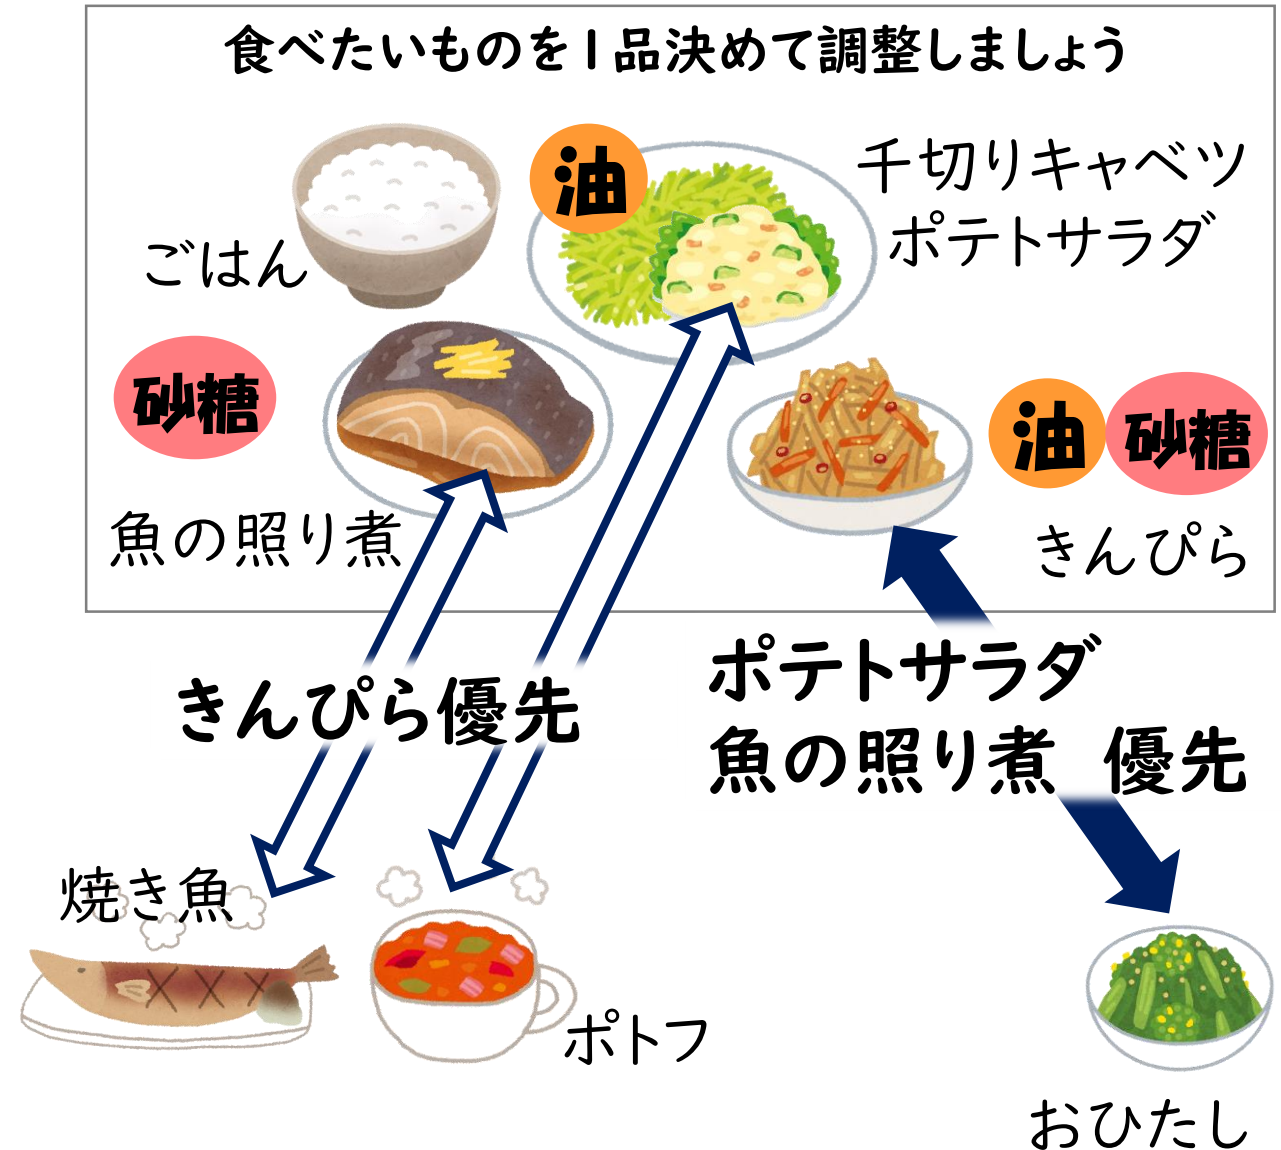 食べたいものを1品決めて調整しましょう
油
千切りキャベツ
ポテトサラダ
ごはん
砂糖
魚の照り煮
油
砂糖
きんぴら
きんぴら優先
ポテトサラダ
魚の照り煮　優先
焼き魚
ポトフ
おひたし